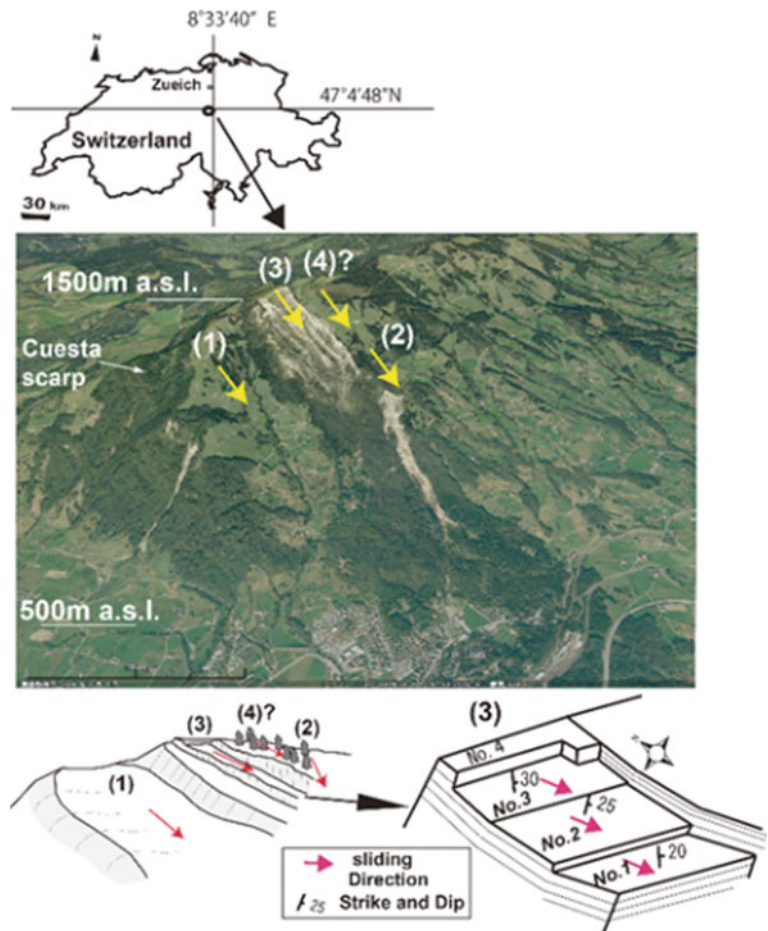 8°33'40" E
N
Zueich
47°4'48"N
Switzerland
30 km
(3)
(4)?
1500m a.s.l.
(1)
(2)
Cuesta
scarp
500m a.s.l.
(3)
(4)?
(2)
(1)
(3)
No.4
30
No.3
25
No.2
No.1
20
sliding
Direction
25 Strike and Dip